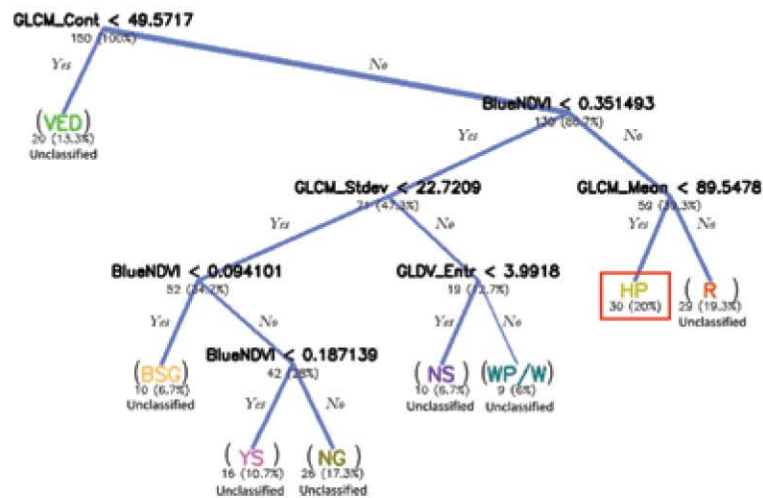 GLCM_Cont < 49.5717
150 (100%)
Yes
No
BlueNDVI < 0.351493
130 (86.7%)
(VED)
20 (13.3%)
Unclassified
Yes
No
GLCM_Stdev < 22.7209
71 (47.3%)
GLCM_Mean < 89.5478
59 (39.3%)
Yes
No
Yes
No
BlueNDVI < 0.094101
52 (34.7%)
GLDV_Entr < 3.9918
19 (12.7%)
HP
30 (20%)
(R)
29 (19.3%)
Unclassified
Yes
No
Yes
No
BlueNDVI < 0.187139
42 (28%)
(BSG)
10 (6.7%)
Unclassified
(NS)
10 (6.7%)
Unclassified
(WP/W)
9 (6%)
Unclassified
Yes
No
(YS)
16 (10.7%)
Unclassified
(NG)
26 (17.3%)
Unclassified